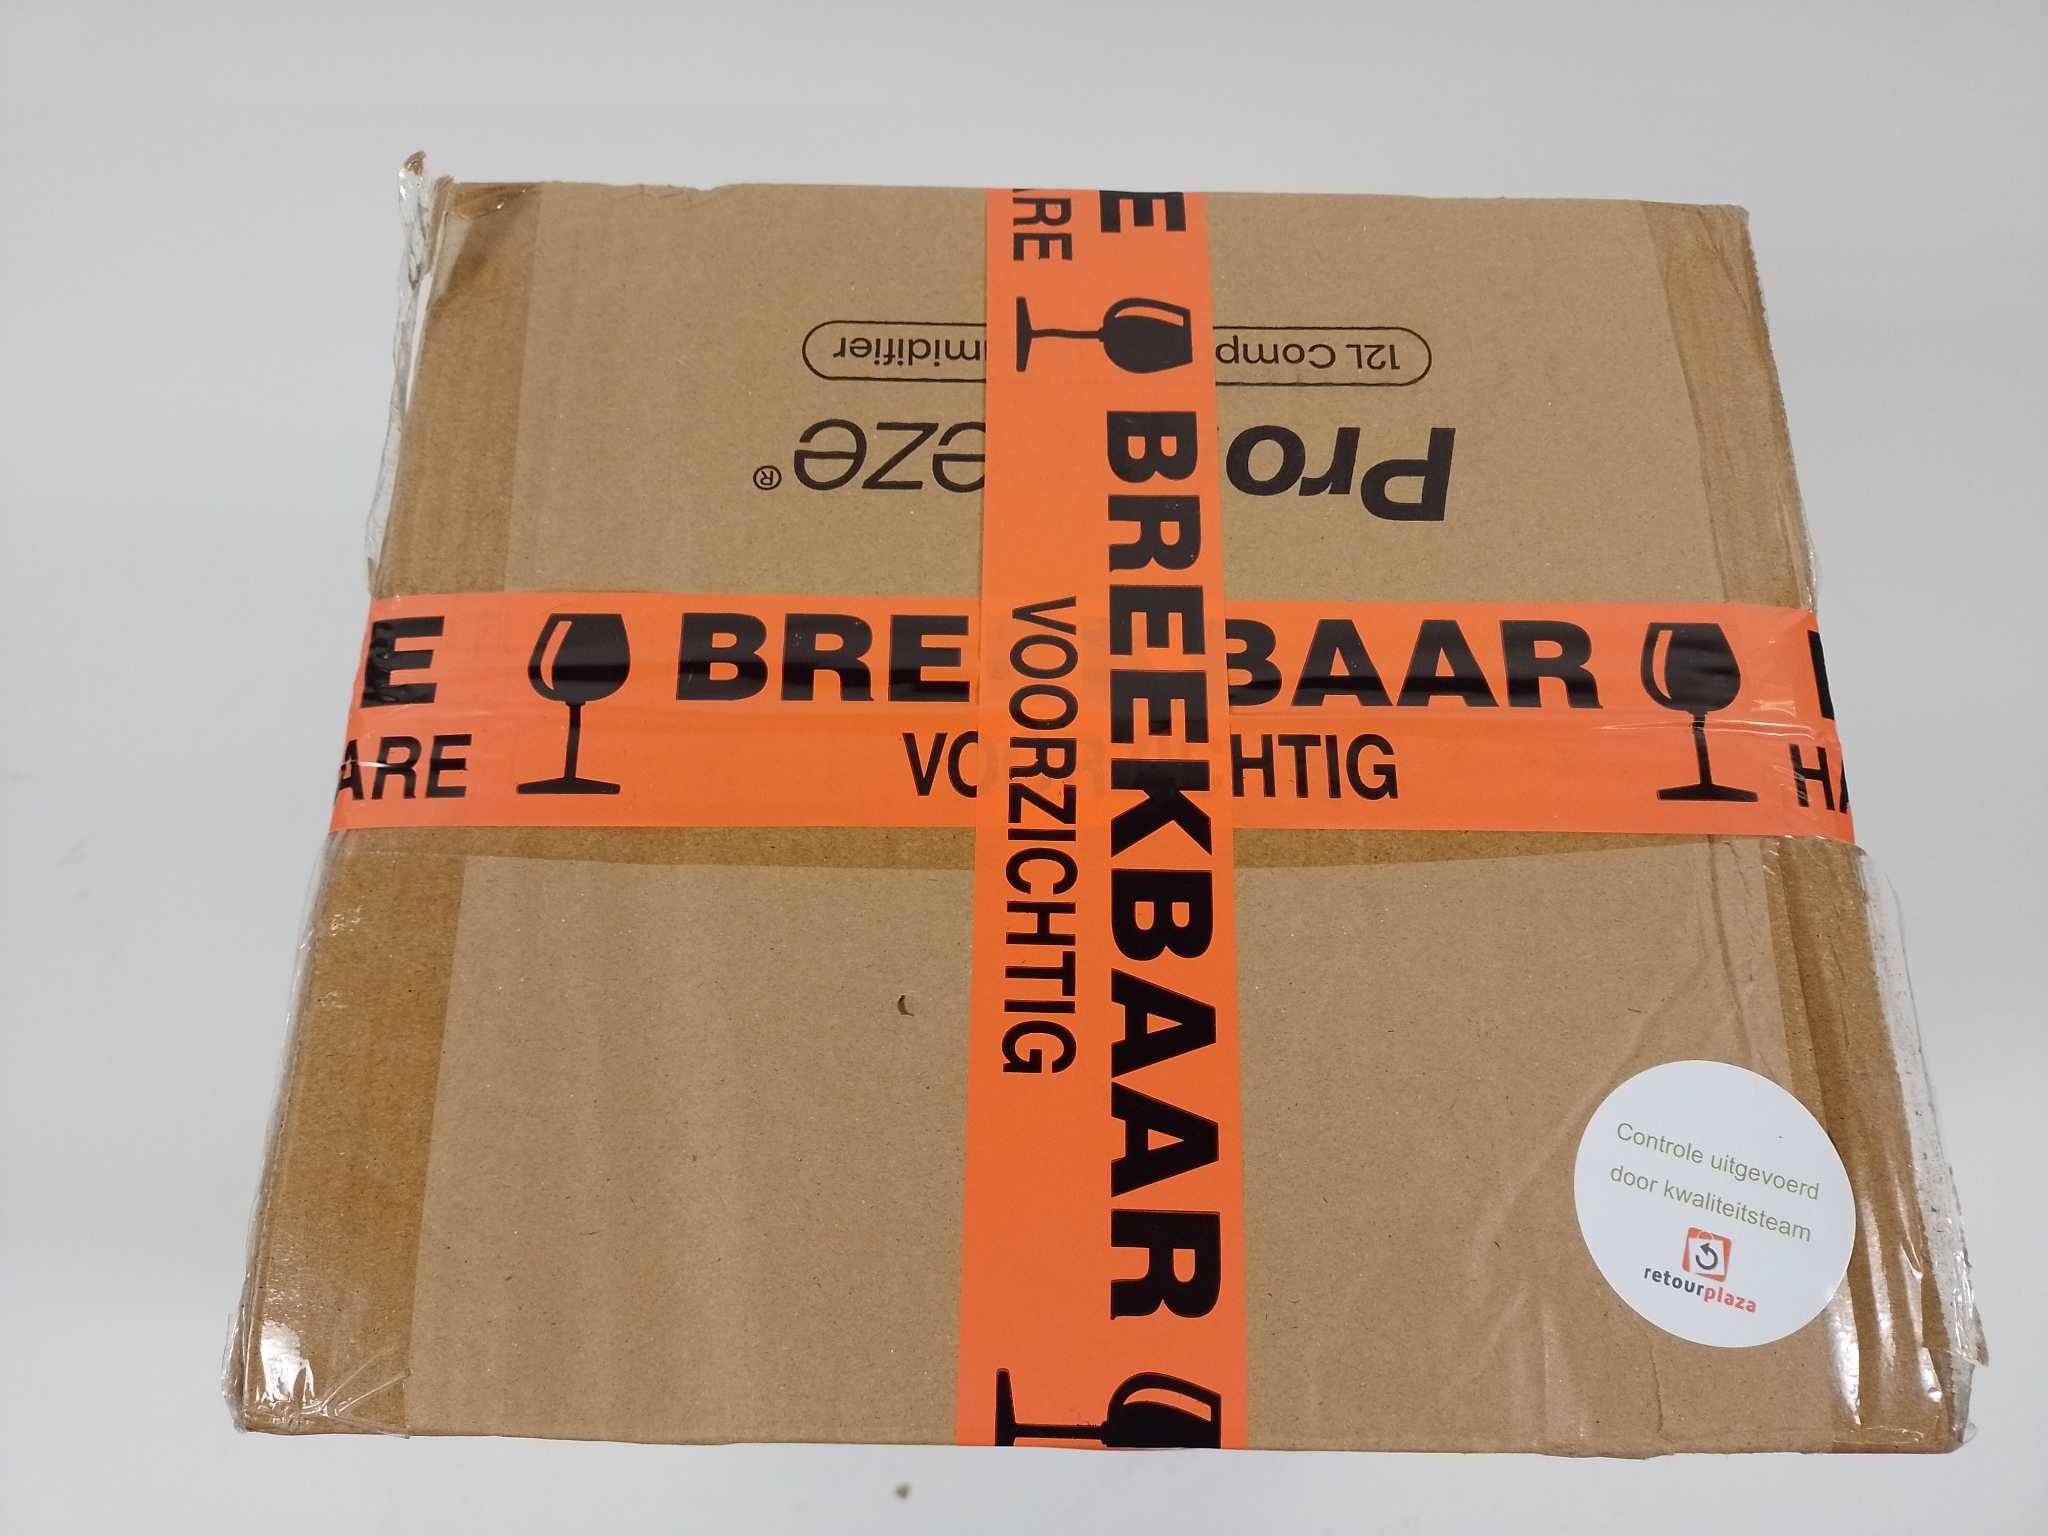 12L Comp midifier
Pro eze®
ARE
E
BREEKBAAR
VOORZICHTIG
E BRE BAAR
ARE VO HTIG HA
Controle uitgevoerd
door kwaliteitsteam
retourplaza